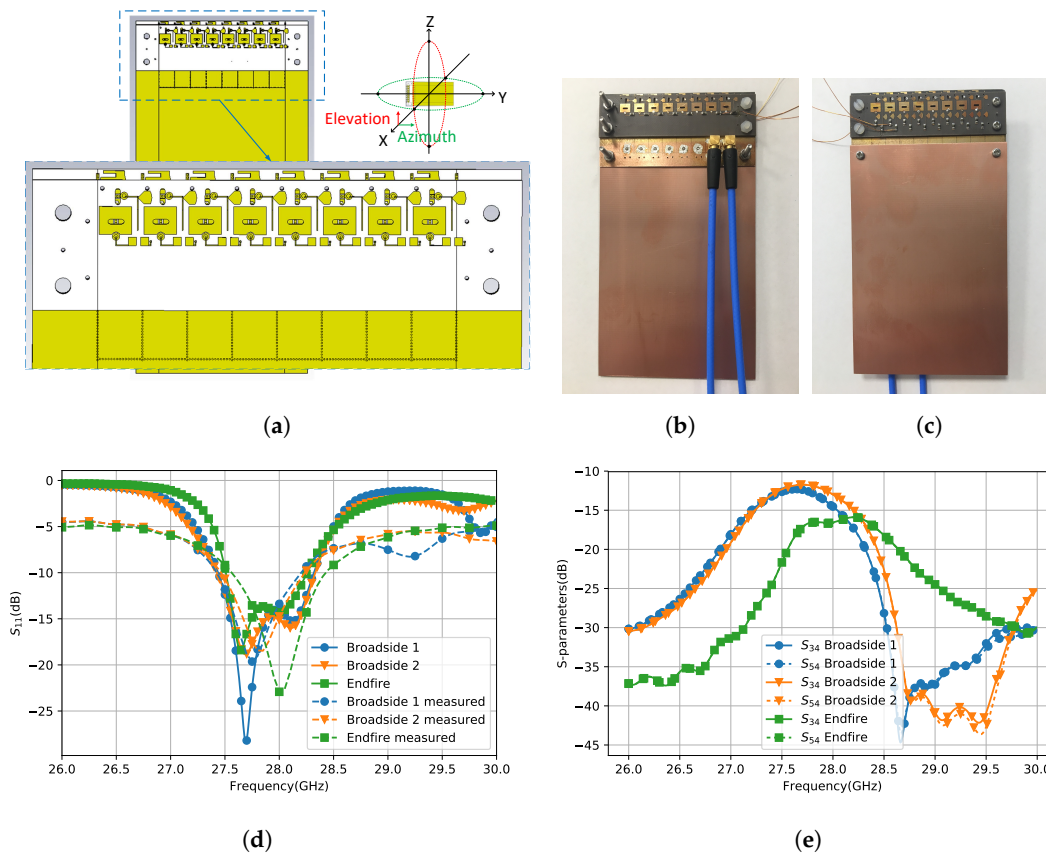 Z
Y
X
Elevation
Azimuth
(a)
(b)
(c)
0
−5
−10
−15
−20
−25
S11(dB)
Broadside 1
Broadside 2
Endfire
Broadside 1 measured
Broadside 2 measured
Endfire measured
26.0 26.5 27.0 27.5 28.0 28.5 29.0 29.5 30.0
Frequency(GHz)
(d)
−10
−15
−20
−25
−30
−35
−40
−45
S-parameters(dB)
S34 Broadside 1
S54 Broadside 1
S34 Broadside 2
S54 Broadside 2
S34 Endfire
S54 Endfire
26.0 26.5 27.0 27.5 28.0 28.5 29.0 29.5 30.0
Frequency(GHz)
(e)